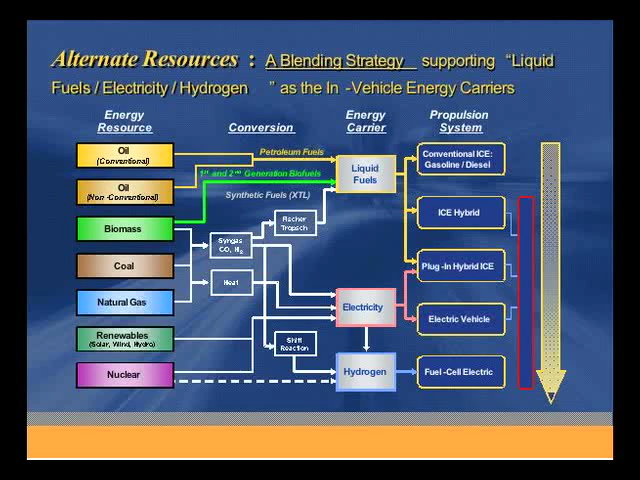 Alternate Resources : A Blending Strategy supporting “Liquid
Fuels / Electricity / Hydrogen ” as the In -Vehicle Energy Carriers
Energy
Resource
Conversion
Energy
Carrier
Propulsion
System
Oil
(Conventional)
Petroleum Fuels
Liquid
Fuels
Conventional ICE:
Gasoline / Diesel
Oil
(Non -Conventional)
1st and 2nd Generation Biofuels
Synthetic Fuels (XTL)
Biomass
Fischer
Tropsch
ICE Hybrid
Syngas
CO, H2
Coal
Plug -In Hybrid ICE
Heat
Natural Gas
Electricity
Electric Vehicle
Renewables
(Solar, Wind, Hydro)
Shift
Reaction
Nuclear
Hydrogen
Fuel -Cell Electric